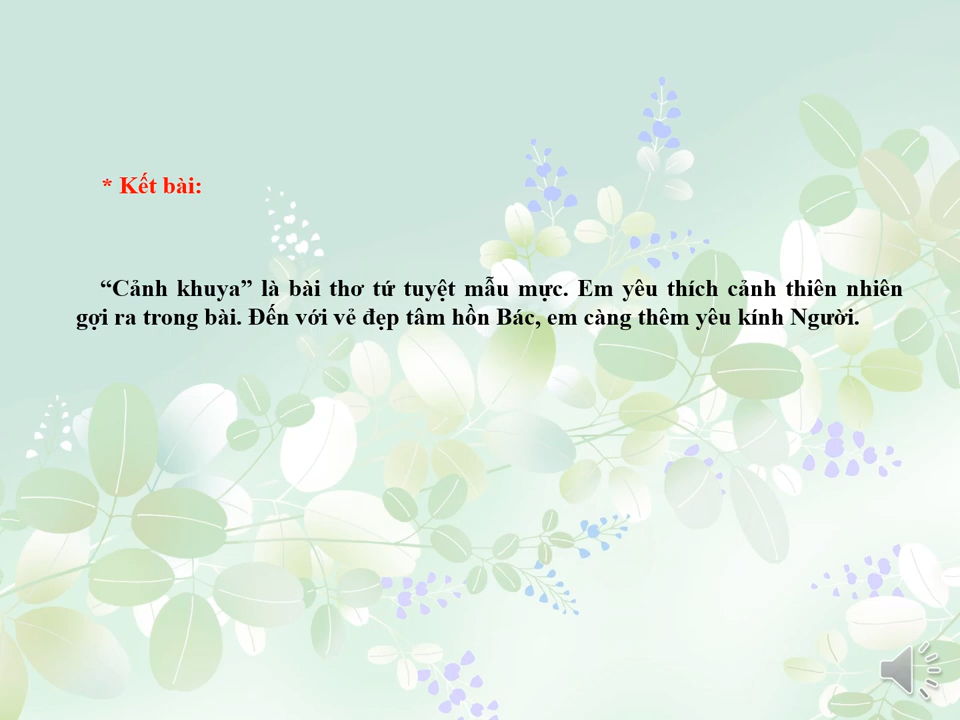 * Kết bài:
“Cảnh khuya” là bài thơ tứ tuyệt mẫu mực. Em yêu thích cảnh thiên nhiên
gợi ra trong bài. Đến với vẻ đẹp tâm hồn Bác, em càng thêm yêu kính Người.